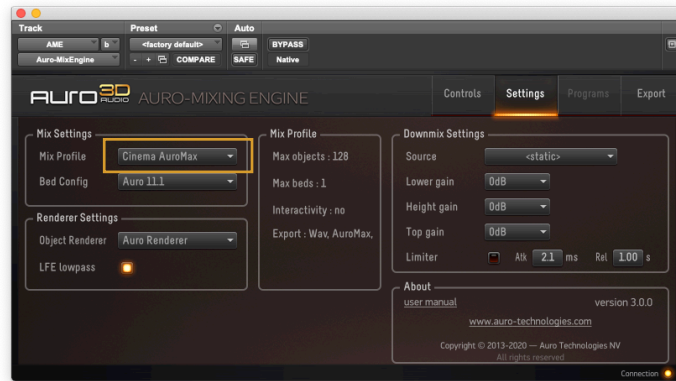 Track Preset Auto
AME b <factory default> BYPASS
Auro-MixEngine - + COMPARE SAFE Native
AURO 3D AUDIO AURO-MIXING ENGINE Controls Settings Programs Export
Mix Settings
Mix Profile Cinema AuroMax
Bed Config Auro 11.1
Renderer Settings
Object Renderer Auro Renderer
LFE lowpass
Mix Profile
Max objects : 128
Max beds : 1
Interactivity : no
Export : Wav, AuroMax,
Downmix Settings
Source <static>
Lower gain 0dB
Height gain 0dB
Top gain 0dB
Limiter Atk 2.1 ms Rel 1.00 s
About
user manual version 3.0.0
www.auro-technologies.com
Copyright © 2013-2020 — Auro Technologies NV
All rights reserved
Connection